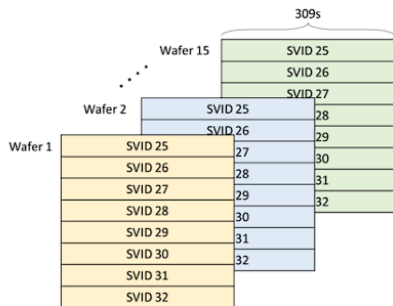 309s
Wafer 15
SVID 25
SVID 26
SVID 27
28
29
30
31
32
Wafer 2
SVID 25
SVID 26
27
28
29
30
31
32
Wafer 1
SVID 25
SVID 26
SVID 27
SVID 28
SVID 29
SVID 30
SVID 31
SVID 32